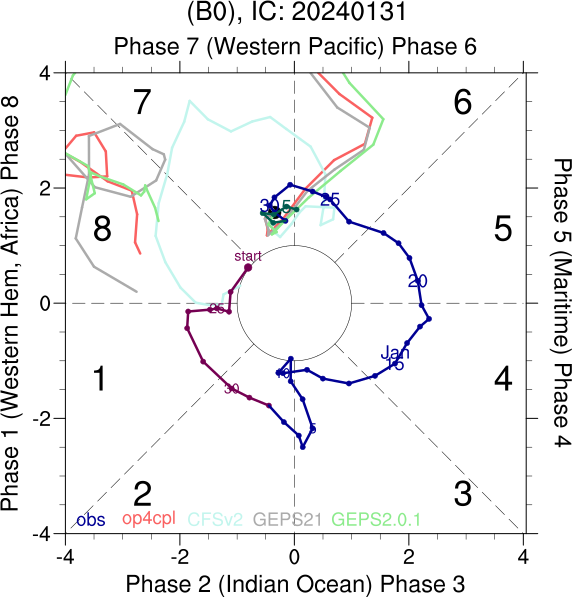 (B0), IC: 20240131
Phase 7 (Western Pacific) Phase 6
4
7
6
2
start
30
5
25
8
5
20
0
25
Jan
15
10
1
4
30
-2
5
2
3
obs op4cpl CFSv2 GEPS21 GEPS2.0.1
-4
-4 -2 0 2 4
Phase 2 (Indian Ocean) Phase 3
Phase 1 (Western Hem, Africa) Phase 8
Phase 5 (Maritime) Phase 4